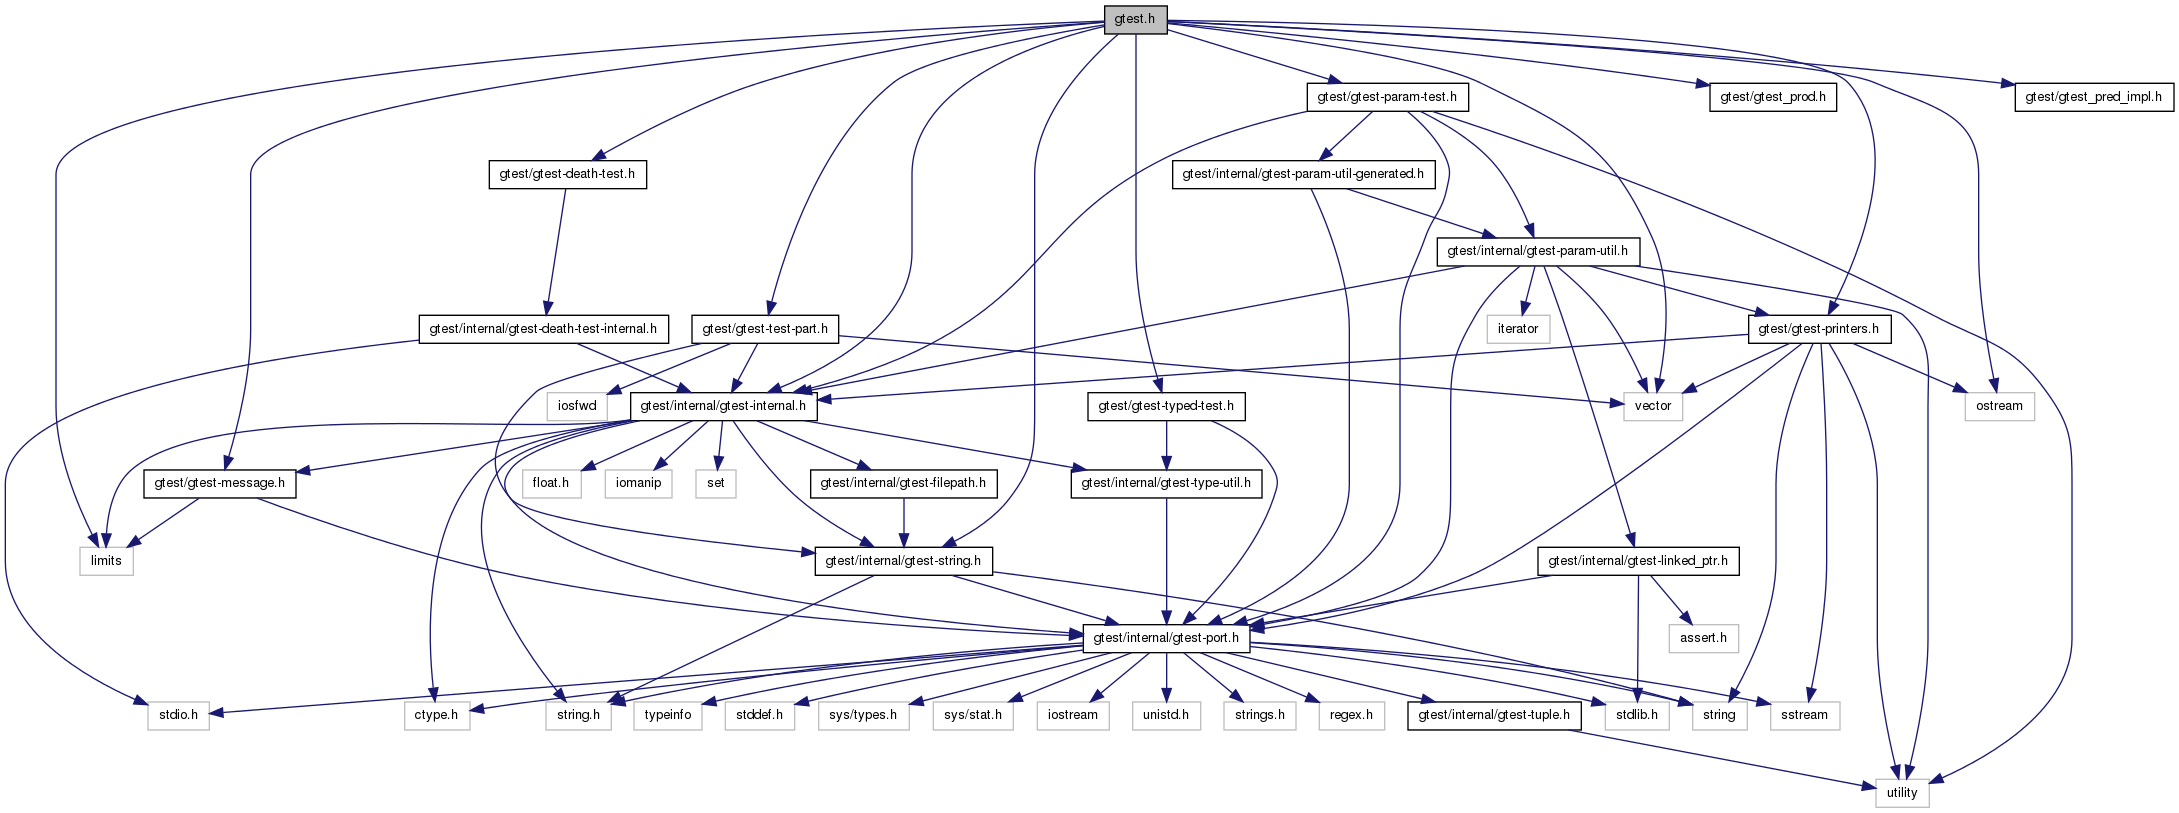 gtest.h
gtest/gtest-param-test.h
gtest/gtest_prod.h
gtest/gtest_pred_impl.h
gtest/gtest-death-test.h
gtest/internal/gtest-param-util-generated.h
gtest/internal/gtest-param-util.h
gtest/internal/gtest-death-test-internal.h
gtest/gtest-test-part.h
iterator
gtest/gtest-printers.h
iosfwd
gtest/internal/gtest-internal.h
gtest/gtest-typed-test.h
vector
ostream
gtest/gtest-message.h
float.h
iomanip
set
gtest/internal/gtest-filepath.h
gtest/internal/gtest-type-util.h
limits
gtest/internal/gtest-string.h
gtest/internal/gtest-linked_ptr.h
gtest/internal/gtest-port.h
assert.h
stdio.h
ctype.h
string.h
typeinfo
stddef.h
sys/types.h
sys/stat.h
iostream
unistd.h
strings.h
regex.h
gtest/internal/gtest-tuple.h
stdlib.h
string
sstream
utility